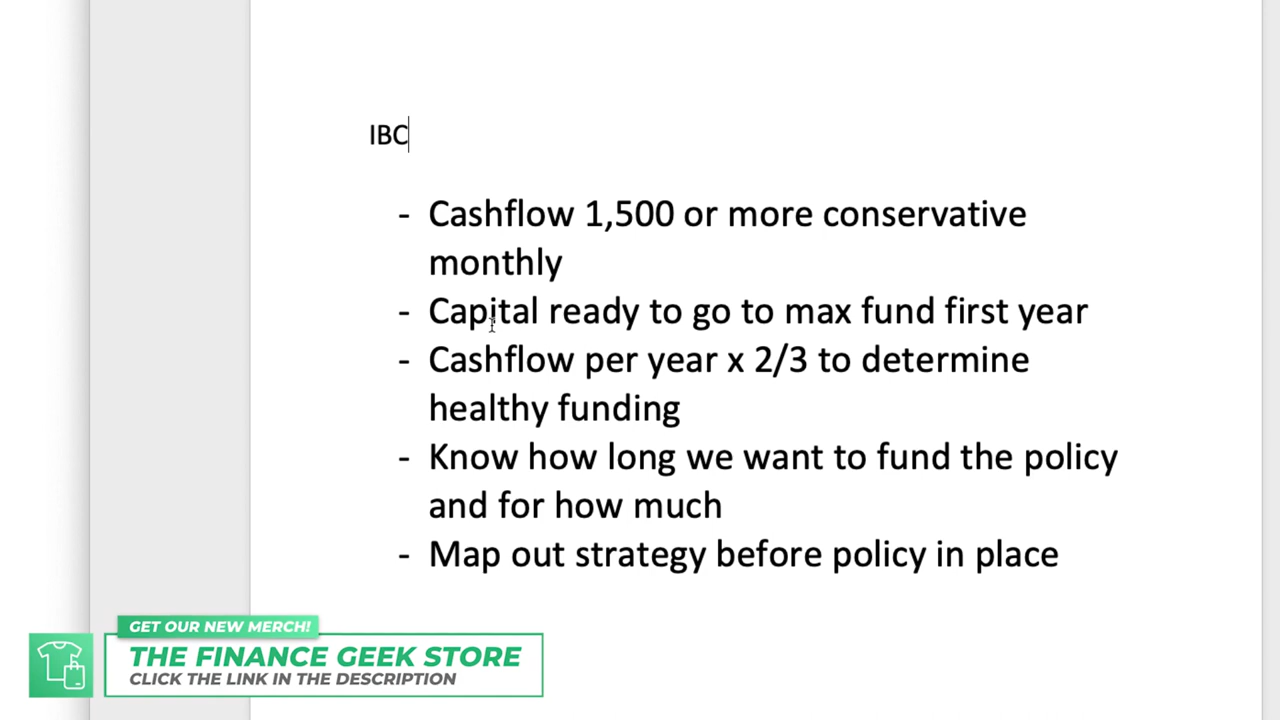 IBC
- Cashflow 1,500 or more conservative
monthly
- Capital ready to go to max fund first year
- Cashflow per year x 2/3 to determine
healthy funding
- Know how long we want to fund the policy
and for how much
- Map out strategy before policy in place
GET OUR NEW MERCH!
THE FINANCE GEEK STORE
CLICK THE LINK IN THE DESCRIPTION